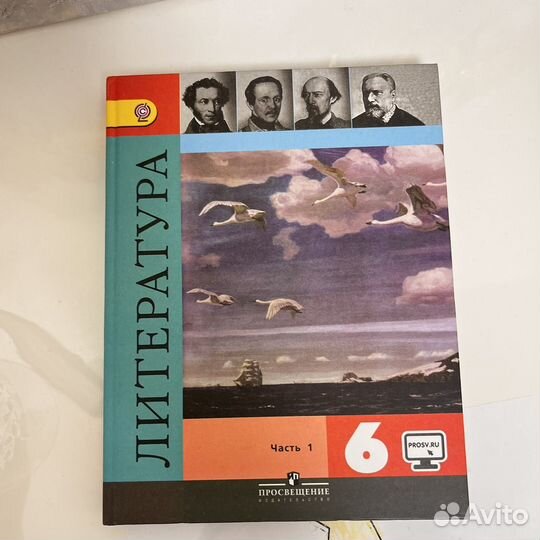 ЛИТЕРАТУРА
Часть 1
6
PROSV.RU
ПРОСВЕЩЕНИЕ
ИЗДАТЕЛЬСТВО
Avito